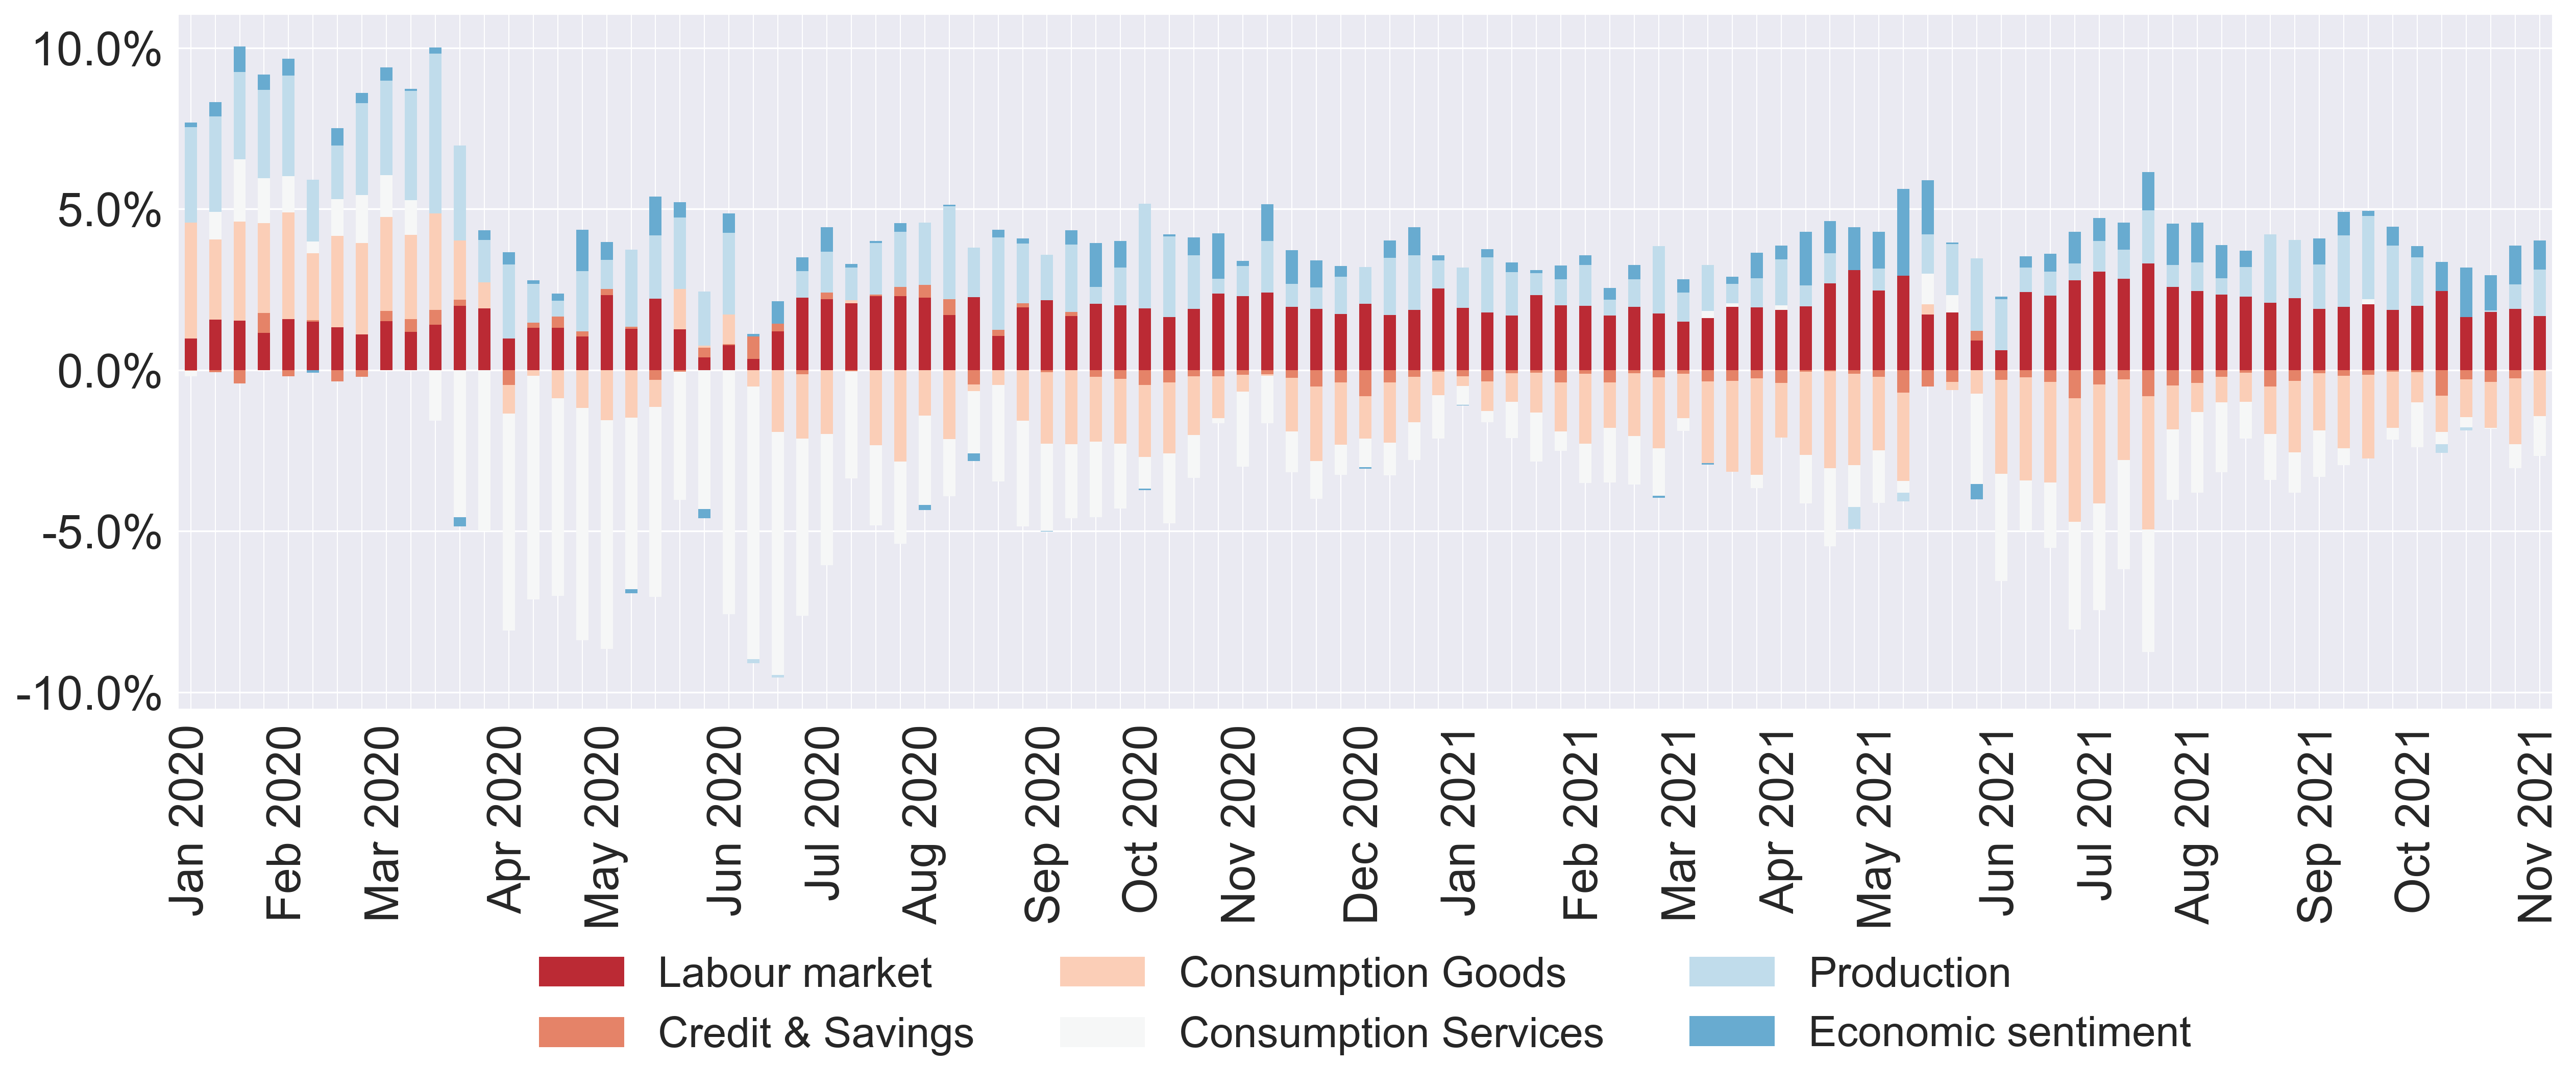 10.0%
5.0%
0.0%
-5.0%
-10.0%
Jan 2020
Feb 2020
Mar 2020
Apr 2020
May 2020
Jun 2020
Jul 2020
Aug 2020
Sep 2020
Oct 2020
Nov 2020
Dec 2020
Jan 2021
Feb 2021
Mar 2021
Apr 2021
May 2021
Jun 2021
Jul 2021
Aug 2021
Sep 2021
Oct 2021
Nov 2021
Labour market
Consumption Goods
Production
Credit & Savings
Consumption Services
Economic sentiment